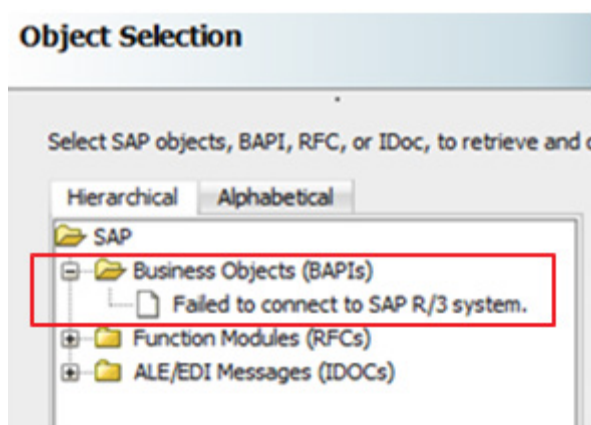 Object Selection
Select SAP objects, BAPI, RFC, or IDoc, to retrieve and
Hierarchical Alphabetical
SAP
Business Objects (BAPIs)
Failed to connect to SAP R/3 system.
Function Modules (RFCs)
ALE/EDI Messages (IDOCs)